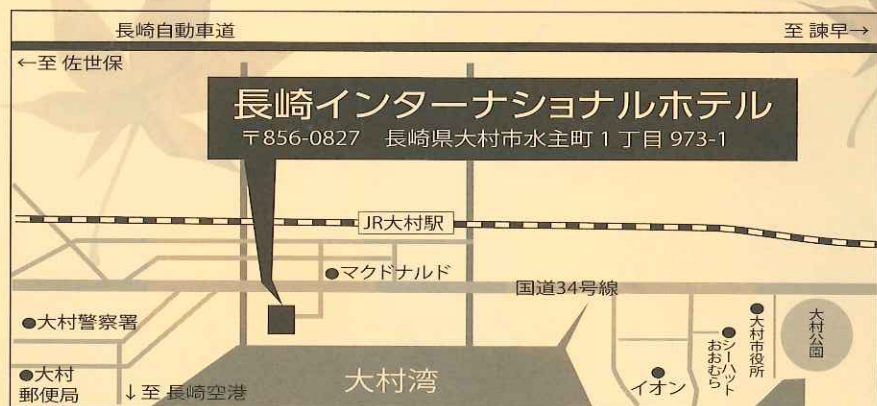 長崎自動車道
至 諫早→
←至 佐世保
長崎インターナショナルホテル
〒856-0827 長崎県大村市水主町 1 丁目 973-1
JR大村駅
●マクドナルド
国道34号線
●大村警察署
●大村
郵便局
↓至 長崎空港
大村湾
●イオン
●シーハット
おおむら
●大村市役所
大村公園